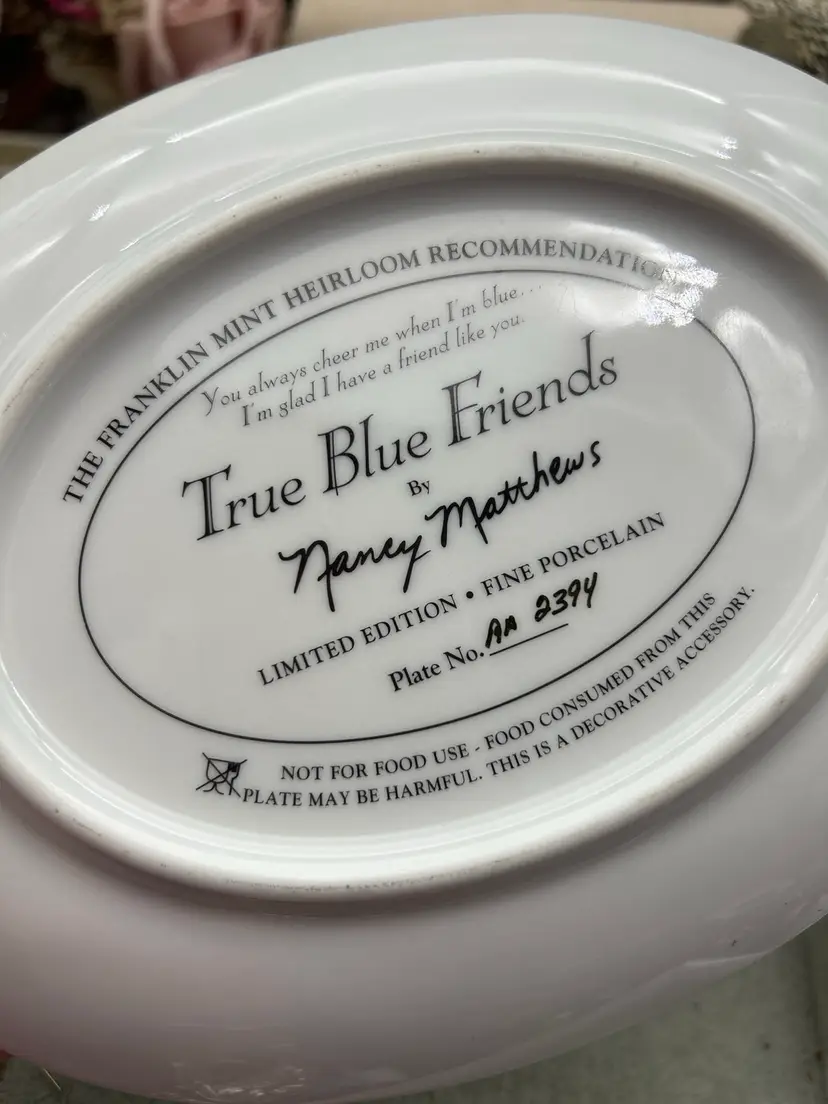 THE FRANKLIN MINT HEIRLOOM RECOMMENDATION
You always cheer me when I'm blue...
I'm glad I have a friend like you.
True Blue Friends
By
Nancy Matthews
LIMITED EDITION • FINE PORCELAIN
Plate No. AA 2394
NOT FOR FOOD USE - FOOD CONSUMED FROM THIS
PLATE MAY BE HARMFUL. THIS IS A DECORATIVE ACCESSORY.